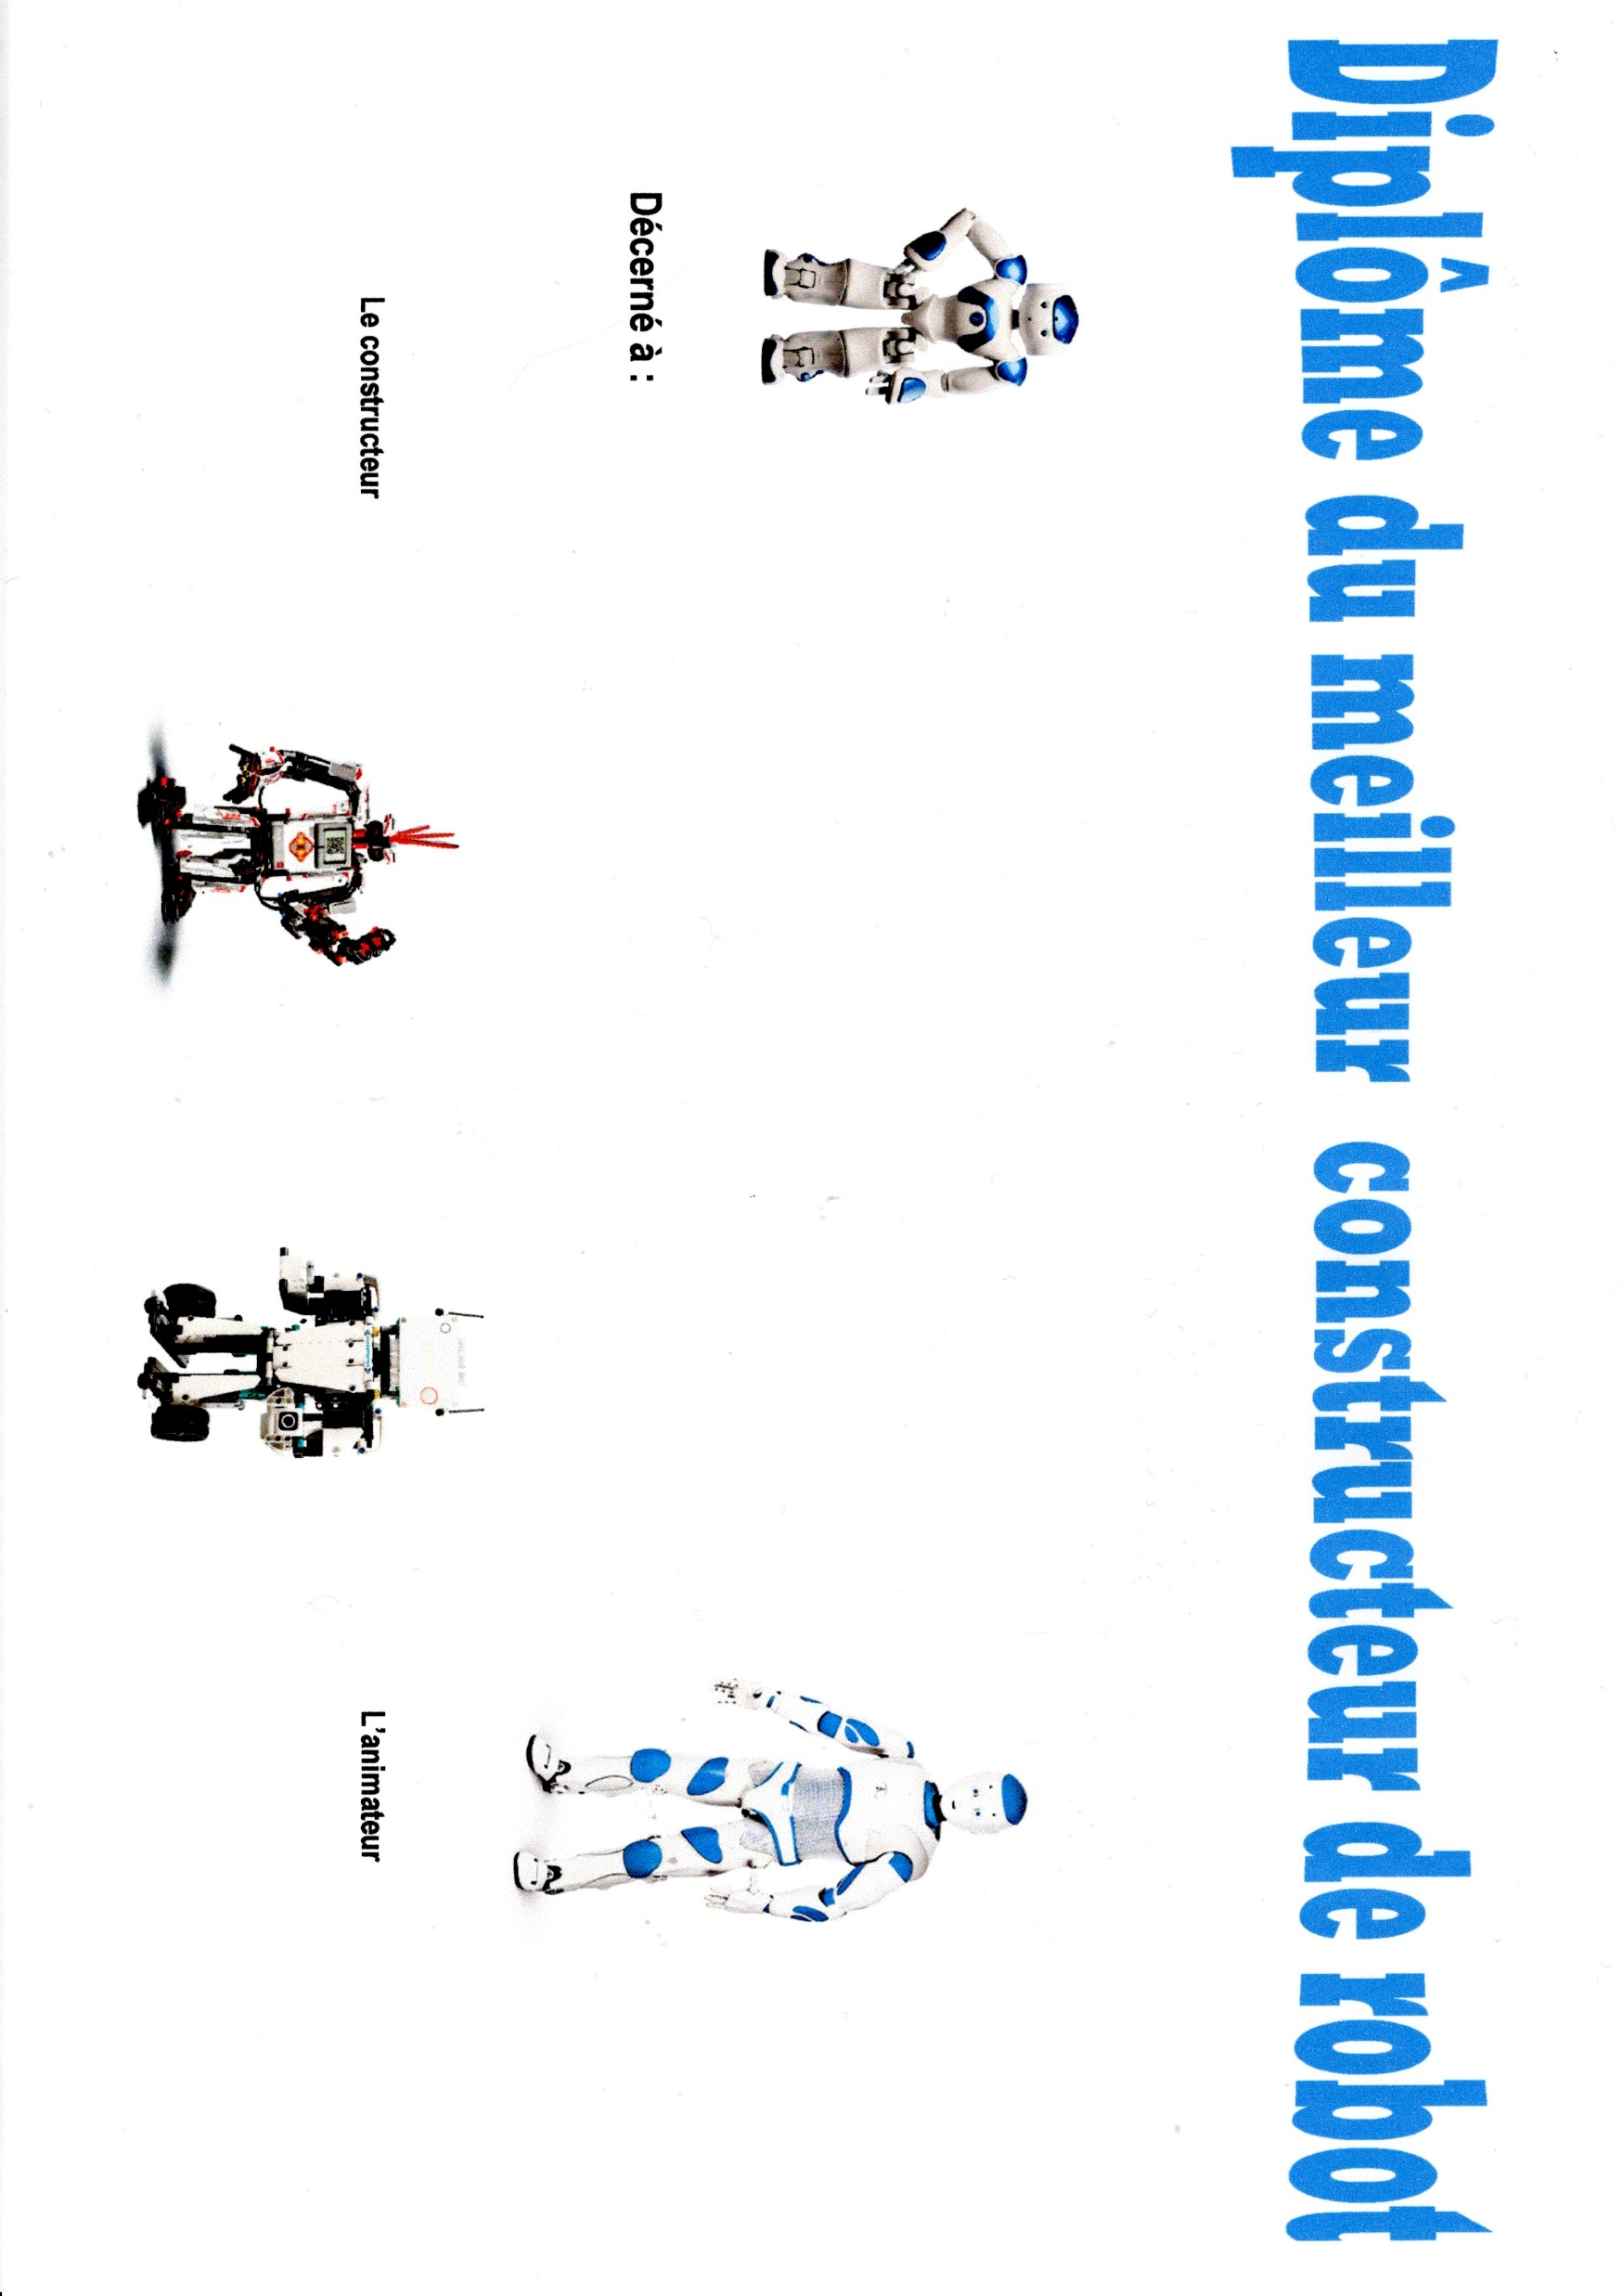 Diplôme du meilleur constructeur de robot
Décerné à :
Le constructeur
L'animateur